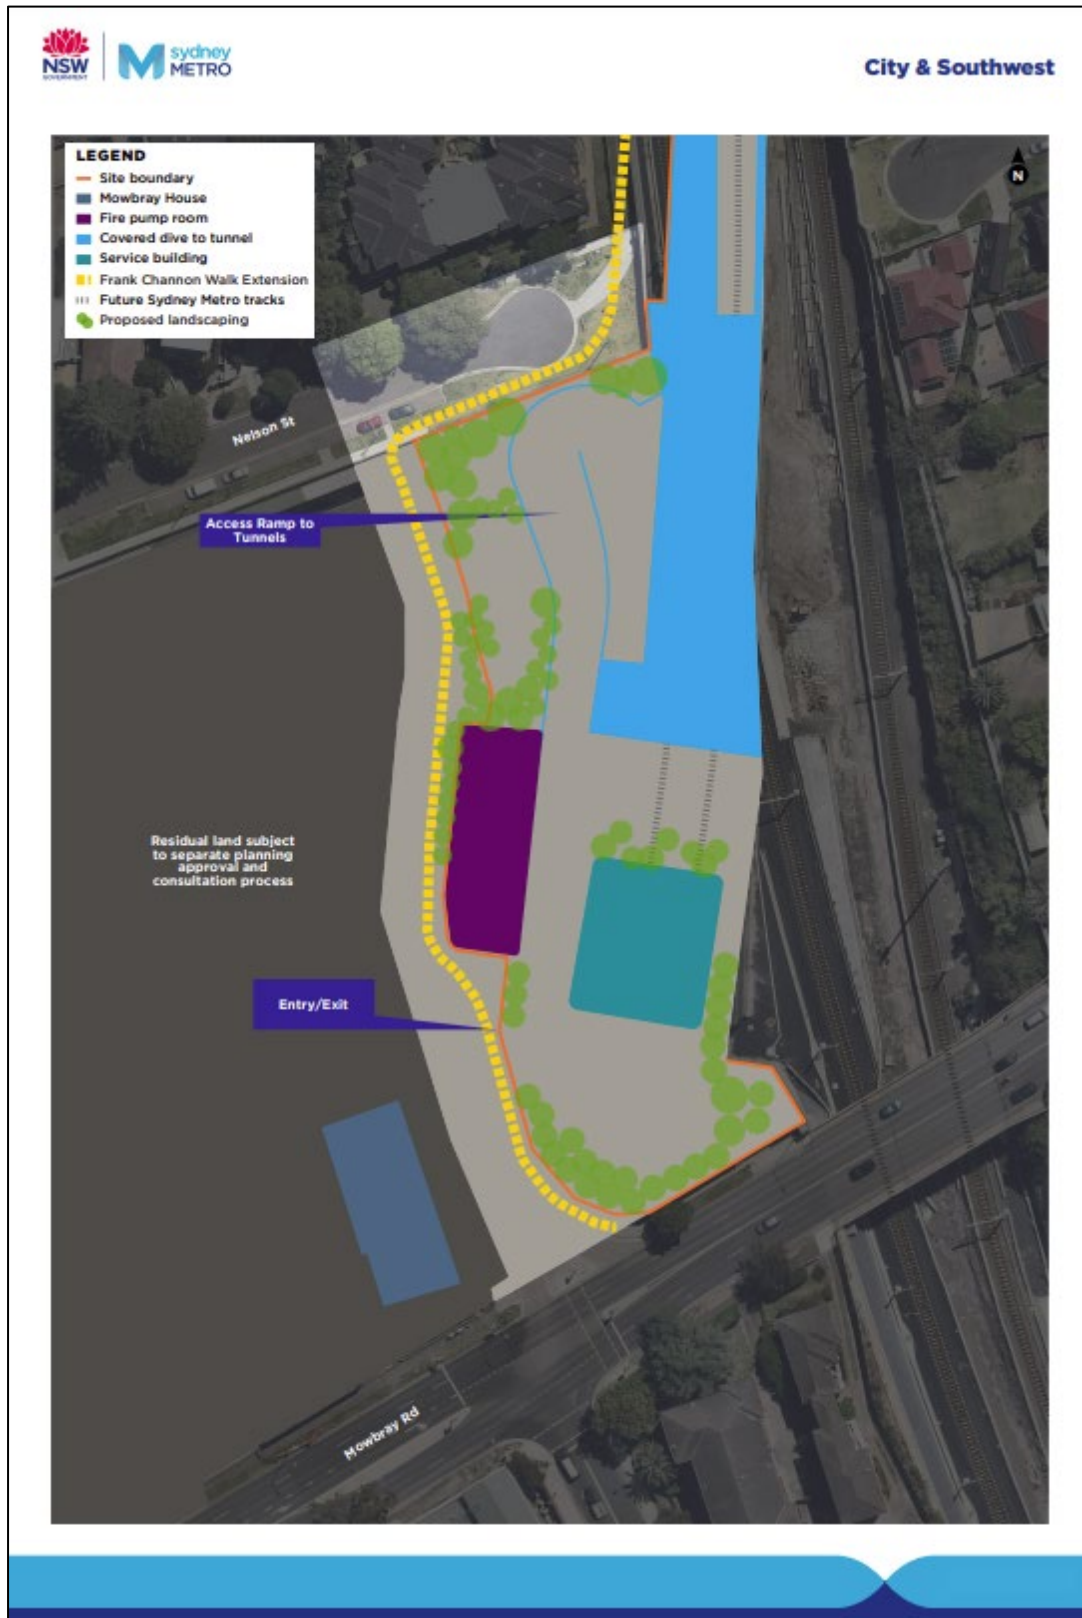 NSW
GOVERNMENT
sydney
METRO
City & Southwest
LEGEND
Site boundary
Mowbray House
Fire pump room
Covered dive to tunnel
Service building
Frank Channon Walk Extension
Future Sydney Metro tracks
Proposed landscaping
N
Nelson St
Access Ramp to
Tunnels
Residual land subject
to separate planning
approval and
consultation process
Entry/Exit
Mowbray Rd